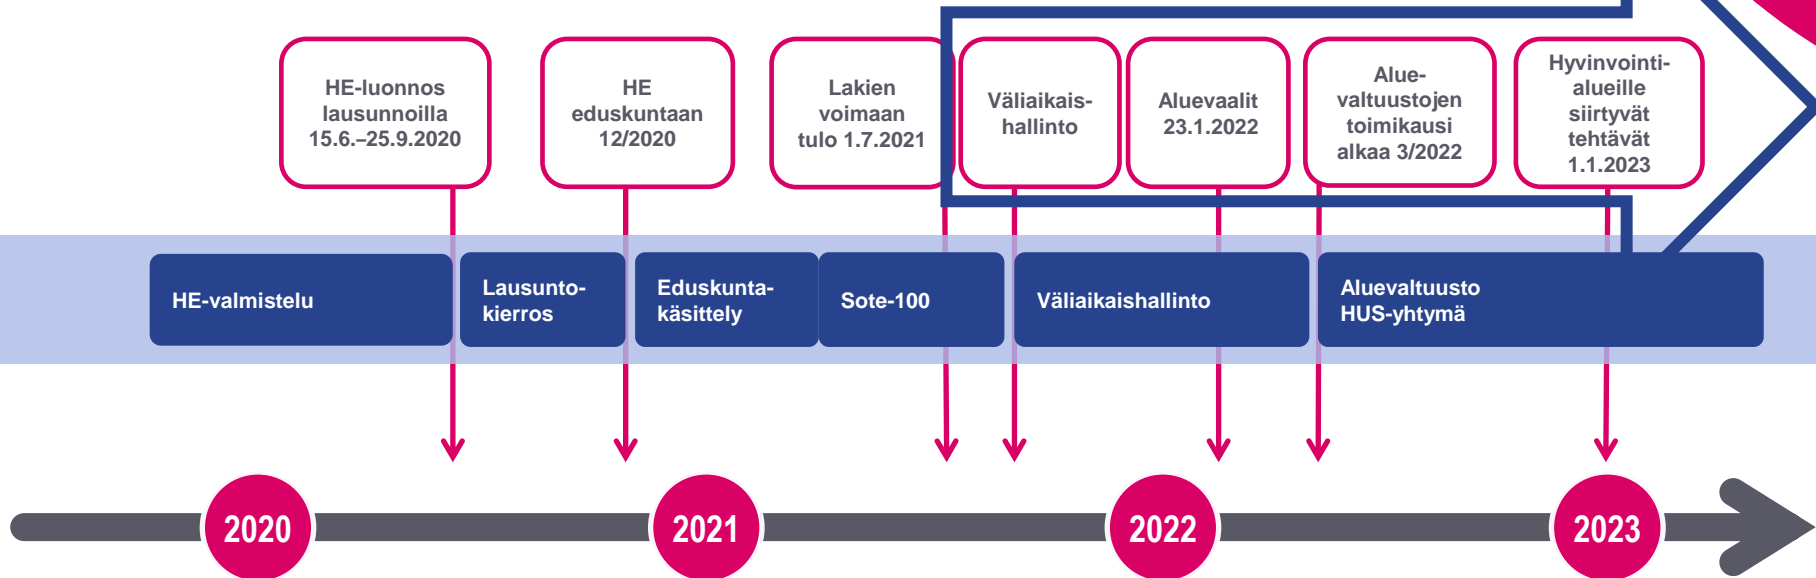 HE-luonnos
lausunnoilla
15.6.–25.9.2020
HE
eduskuntaan
12/2020
Lakien
voimaan
tulo 1.7.2021
Väliaikais-
hallinto
Aluevaalit
23.1.2022
Alue-
valtuustojen
toimikausi
alkaa 3/2022
Hyvinvointi-
alueille
siirtyvät
tehtävät
1.1.2023
HE-valmistelu
Lausunto-
kierros
Eduskunta-
käsittely
Sote-100
Väliaikaishallinto
Aluevaltuusto
HUS-yhtymä
2020
2021
2022
2023